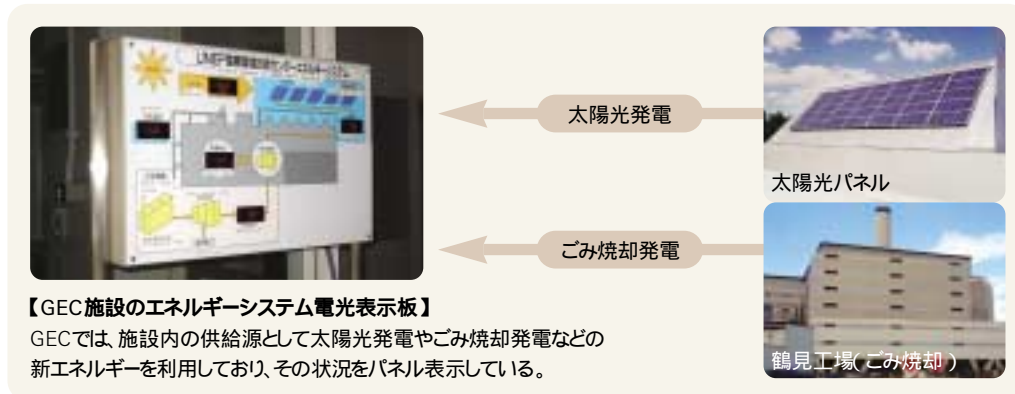 太陽光発電
太陽光パネル
ごみ焼却発電
鶴見工場(ごみ焼却)
【GEC施設のエネルギーシステム電光表示板】
GECでは、施設内の供給源として太陽光発電やごみ焼却発電などの
新エネルギーを利用しており、その状況をパネル表示している。